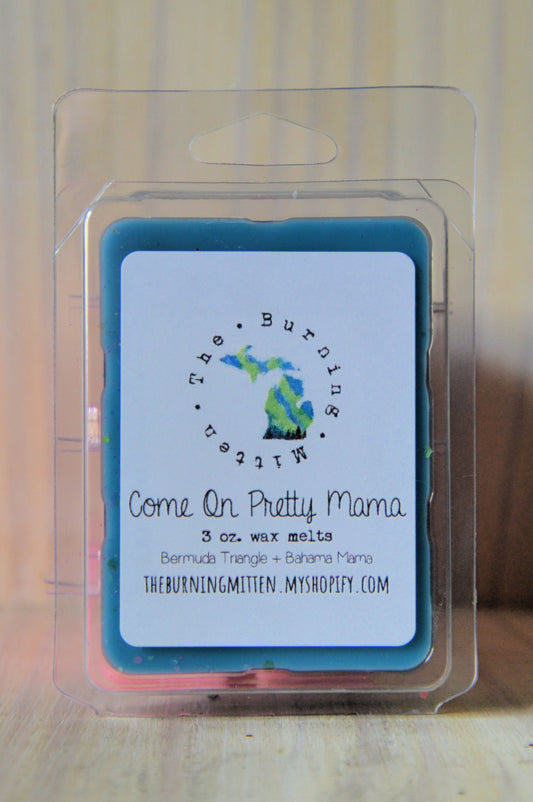 The • Burning • Mitten •
Come On Pretty Mama
3 oz. wax melts
Bermuda Triangle + Bahama Mama
THEBURNINGMITTEN.MYSHOPIFY.COM